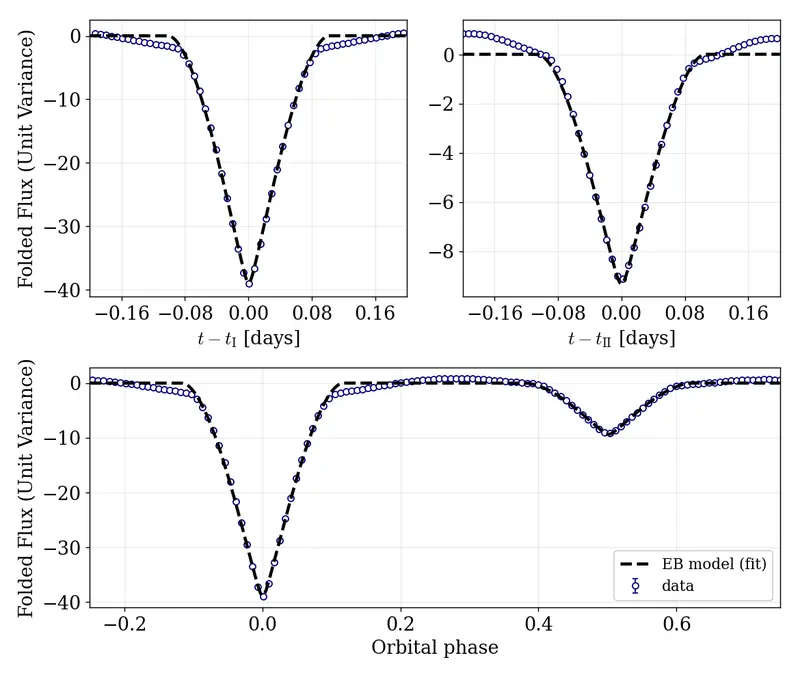 Folded Flux (Unit Variance)
0
−10
−20
−30
−40
−0.16 −0.08 0.00 0.08 0.16
t − tI [days]
0
−2
−4
−6
−8
−0.16 −0.08 0.00 0.08 0.16
t − tII [days]
Folded Flux (Unit Variance)
0
−10
−20
−30
−40
−0.2 0.0 0.2 0.4 0.6
Orbital phase
EB model (fit)
data